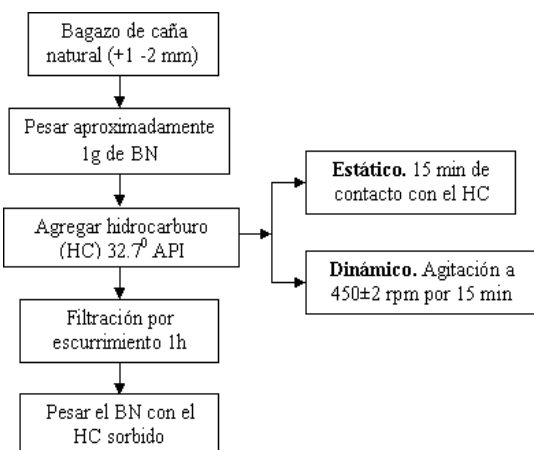 Bagazo de caña
natural (+1 -2 mm)
Pesar aproximadamente
1g de BN
Agregar hidrocarburo
(HC) 32.7⁰ API
Estático. 15 min de
contacto con el HC
Dinámico. Agitación a
450±2 rpm por 15 min
Filtración por
escurrimiento 1h
Pesar el BN con el
HC sorbido